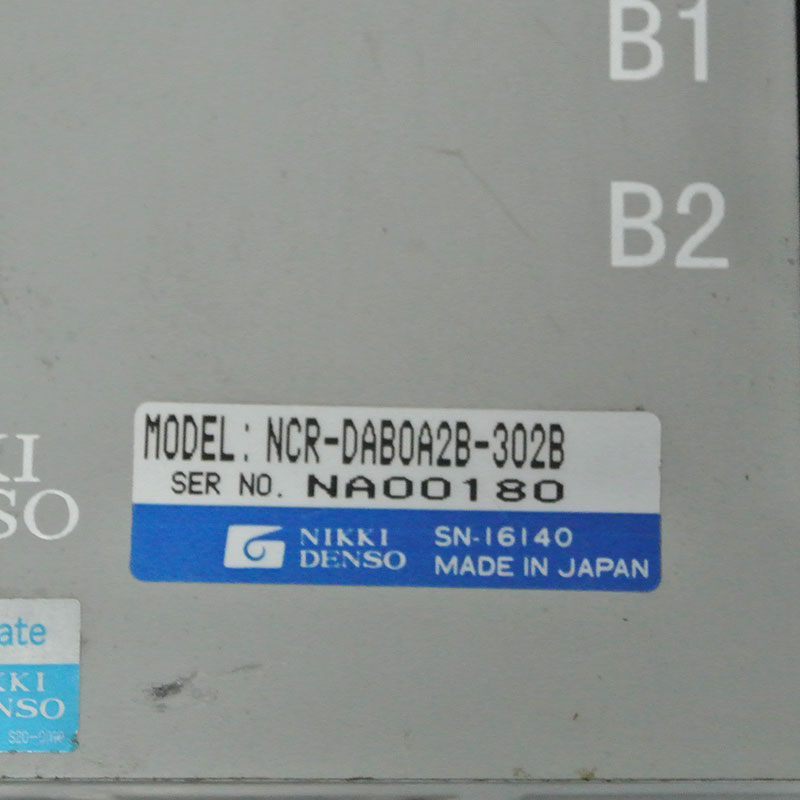 B1
B2
MODEL: NCR-DAB0A2B-302B
SER NO. NA00180
NIKKI DENSO
SN-16140
MADE IN JAPAN
KI
SO
ate
KKI
NSO